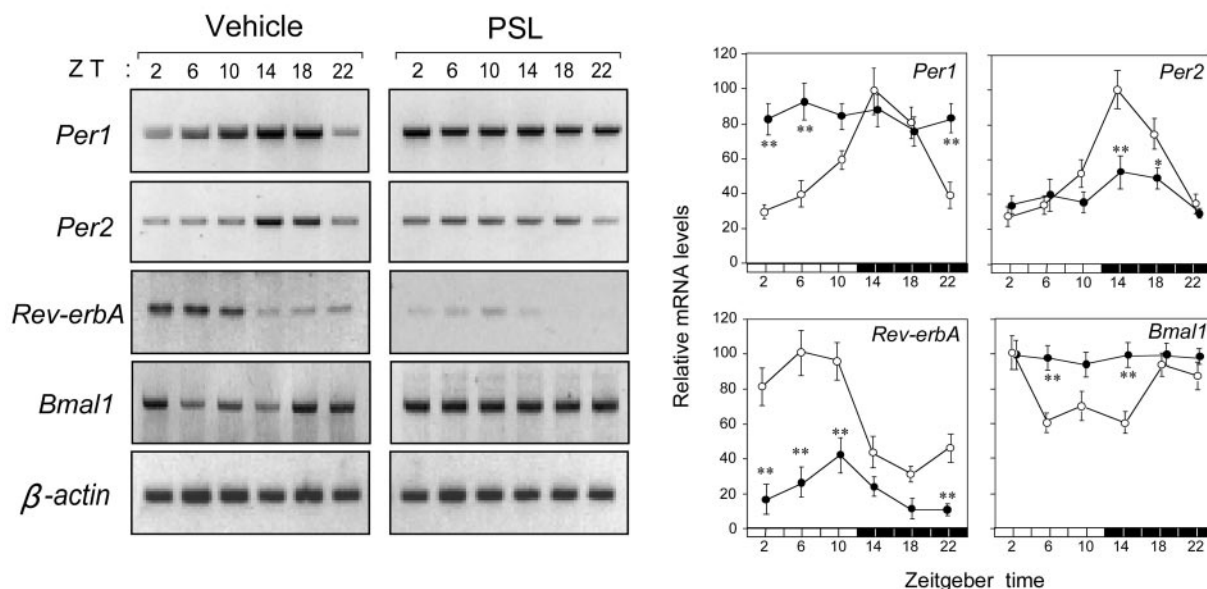 Vehicle PSL
Z T : 2 6 10 14 18 22 2 6 10 14 18 22
Per1
Per2
Rev-erbA
Bmal1
β-actin
Relative mRNA levels
Per1
120
100
80
60
40
20
0
2 6 10 14 18 22
**
**
**
Per2
2 6 10 14 18 22
**
*
Rev-erbA
120
100
80
60
40
20
0
2 6 10 14 18 22
**
**
**
**
Bmal1
2 6 10 14 18 22
**
**
Zeitgeber time